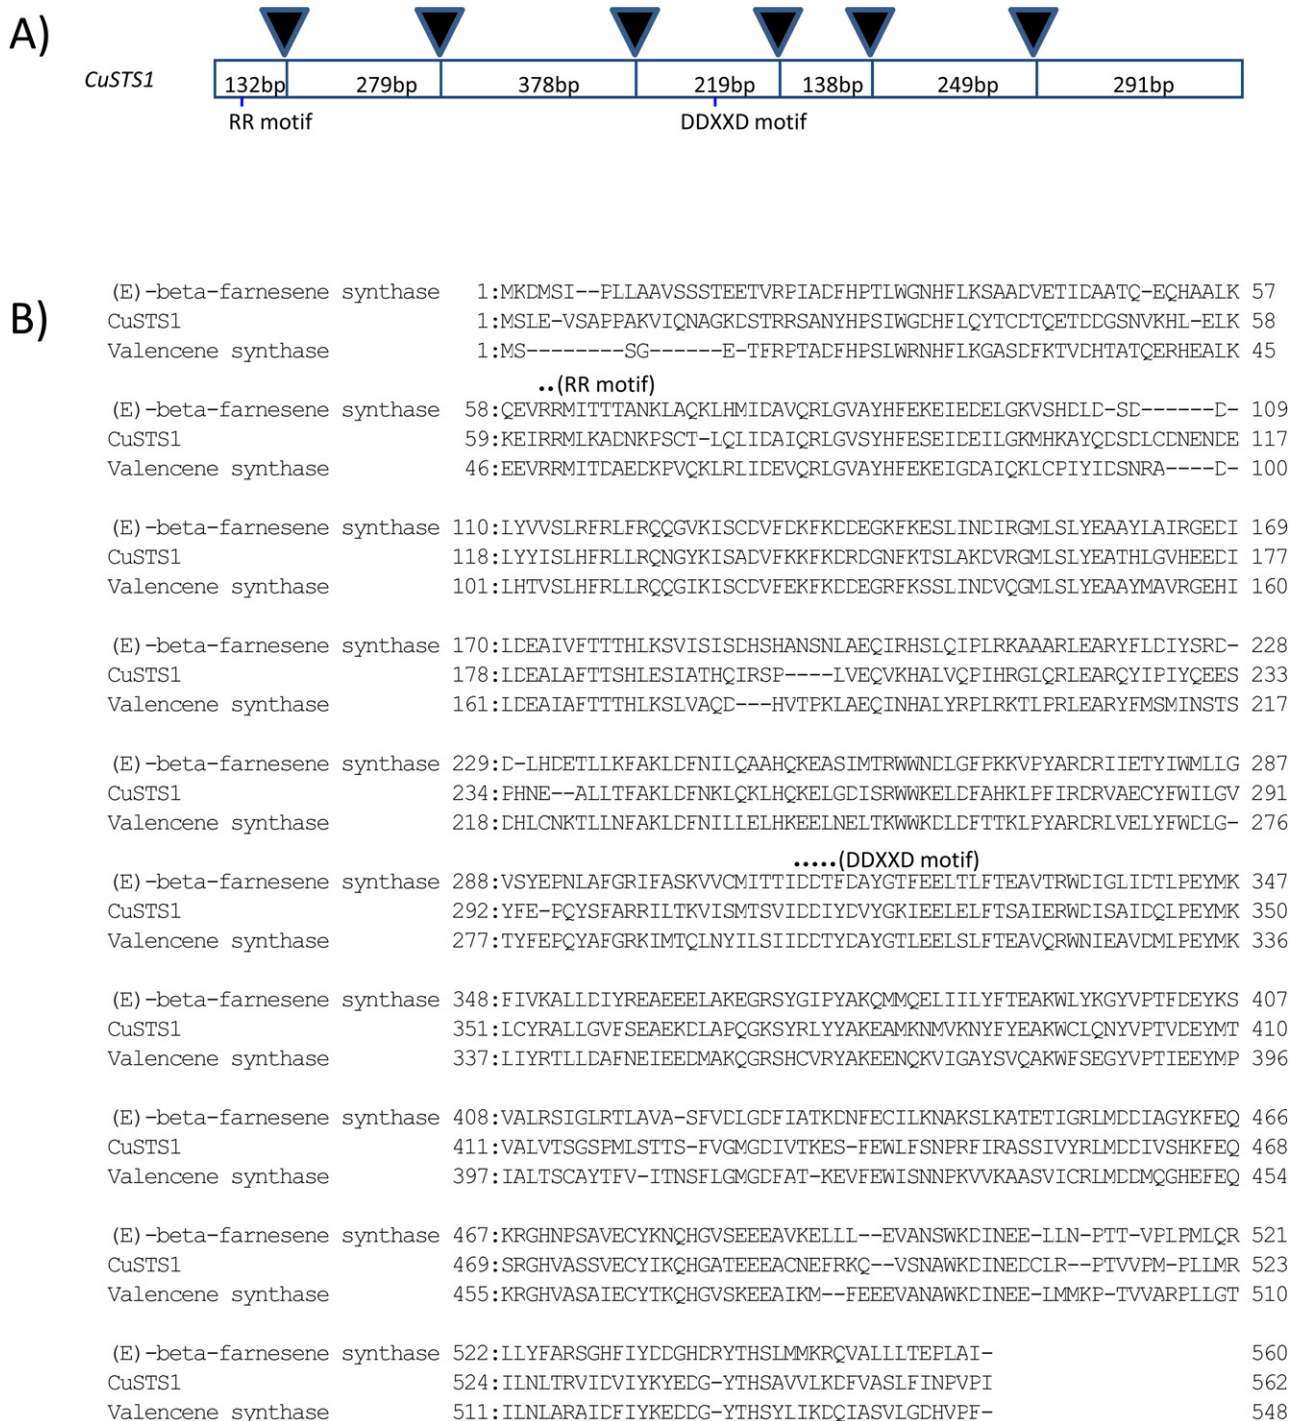 A)
CuSTS1
132bp 279bp 378bp 219bp 138bp 249bp 291bp
RR motif DDXXD motif
B)
(E)-beta-farnesene synthase 1:MKDMSI--PLLAAVSSSTEETVRPIADFHPTLWGNHFLKSAADVETIDAATQ-EQHAALK 57
CuSTS1 1:MSLE-VSAPPAKVIQNAGKDSTRRSANYHPSIWGDHFLQYTCDTQETDDGSNVKHL-ELK 58
Valencene synthase 1:MS--------SG------E-TFRPTADFHPSLWRNHFLKGASDFKTVDHTATQERHEALK 45
••(RR motif)
(E)-beta-farnesene synthase 58:QEVRRMITTTANKLAQKLHMIDAVQRLGVAYHFEKEIEDELGKVSHDLD-SD------D- 109
CuSTS1 59:KEIRRMLKADNKPSCT-LQLIDAIQRLGVSYHFESEIDEILGKMHKAYQDSDLCDNENDE 117
Valencene synthase 46:EEVRRMITDAEDKPVQKLRLIDEVQRLGVAYHFEKEIGDAIQKLCPIYIDSNRA----D- 100
(E)-beta-farnesene synthase 110:LYVVSLRFRLFRQQGVKISCDVFDKFKDDEGKFKESLINDIRGMLSLYEAAYLAIRGEDI 169
CuSTS1 118:LYYISLHFRLLRQNGYKISADVFKKFKDRDGNFKTSLAKDVRGMLSLYEATHLGVHEEDI 177
Valencene synthase 101:LHTVSLHFRLLRQQGIKISCDVFEKFKDDEGRFKSSLINDVQGMLSLYEAAYMAVRGEHI 160
(E)-beta-farnesene synthase 170:LDEAIVFTTTHLKSVISISDHSHANSNLAEQIRHSLQIPLRKAAARLEARYFLDIYSRD- 228
CuSTS1 178:LDEALAFTTSHLESIATHQIRSP----LVEQVKHALVQPIHRGLQRLEARQYIPIYQEES 233
Valencene synthase 161:LDEAIAFTTTHLKSLVAQD---HVTPKLAEQINHALYRPLRKTLPRLEARYFMSMINSTS 217
(E)-beta-farnesene synthase 229:D-LHDETLLKFAKLDFNILQAAHQKEASIMTRWWNDLGFPKKVPYARDRIIETYIWMLLG 287
CuSTS1 234:PHNE--ALLTFAKLDFNKLQKLHQKELGDISRWWKELDFAHKLPFIRDRVAECYFWILGV 291
Valencene synthase 218:DHLCNKTLLNFAKLDFNILLELHKEELNELTKWWKDLDFTTKLPYARDRLVELYFWDLG- 276
•••••(DDXXD motif)
(E)-beta-farnesene synthase 288:VSYEPNLAFGRIFASKVVCMITTIDDTFDAYGTFEELTLFTEAVTRWDIGLIDTLPEYMK 347
CuSTS1 292:YFE-PQYSFARRILTKVISMTSVIDDIYDVYGKIEELELFTSAIERWDISAIDQLPEYMK 350
Valencene synthase 277:TYFEPQYAFGRKIMTQLNYILSIIDDTYDAYGTLEELSLFTEAVQRWNIEAVDMLPEYMK 336
(E)-beta-farnesene synthase 348:FIVKALLDIYREAEEELAKEGRSYGIPYAKQMMQELIILYFTEAKWLYKGYVPTFDEYKS 407
CuSTS1 351:LCYRALLGVFSEAEKDLAPQGKSYRLYYAKEAMKNMVKNYFYEAKWCLQNYVPTVDEYMT 410
Valencene synthase 337:LIYRTLLDAFNEIEEDMAKQGRSHCVRYAKEENQKVIGAYSVQAKWFSEGYVPTIEEYMP 396
(E)-beta-farnesene synthase 408:VALRSIGLRTLAVA-SFVDLGDFIATKDNFECILKNAKSLKATETIGRLMDDIAGYKFEQ 466
CuSTS1 411:VALVTSGSPMLSTTS-FVGMGDIVTKES-FEWLFSNPRFIRASSIVYRLMDDIVSHKFEQ 468
Valencene synthase 397:IALTSCAYTFV-ITNSFLGMGDFAT-KEVFEWISNNPKVVKAASVICRLMDDMQGHEFEQ 454
(E)-beta-farnesene synthase 467:KRGHNPSAVECYKNQHGVSEEEAVKELLL--EVANSWKDINEE-LLN-PTT-VPLPMLQR 521
CuSTS1 469:SRGHVASSVECYIKQHGATEEEACNEFRKQ--VSNAWKDINEDCLR--PTVVPM-PLLMR 523
Valencene synthase 455:KRGHVASAIECYTKQHGVSKEEAIKM--FEEEVANAWKDINEE-LMMKP-TVVARPLLGT 510
(E)-beta-farnesene synthase 522:LLYFARSGHFIYDDGHDRYTHSLMMKRQVALLLTEPLAI- 560
CuSTS1 524:ILNLTRVIDVIYKYEDG-YTHSAVVLKDFVASLFINPVPI 562
Valencene synthase 511:ILNLARAIDFIYKEDDG-YTHSYLIKDQIASVLGDHVPF- 548